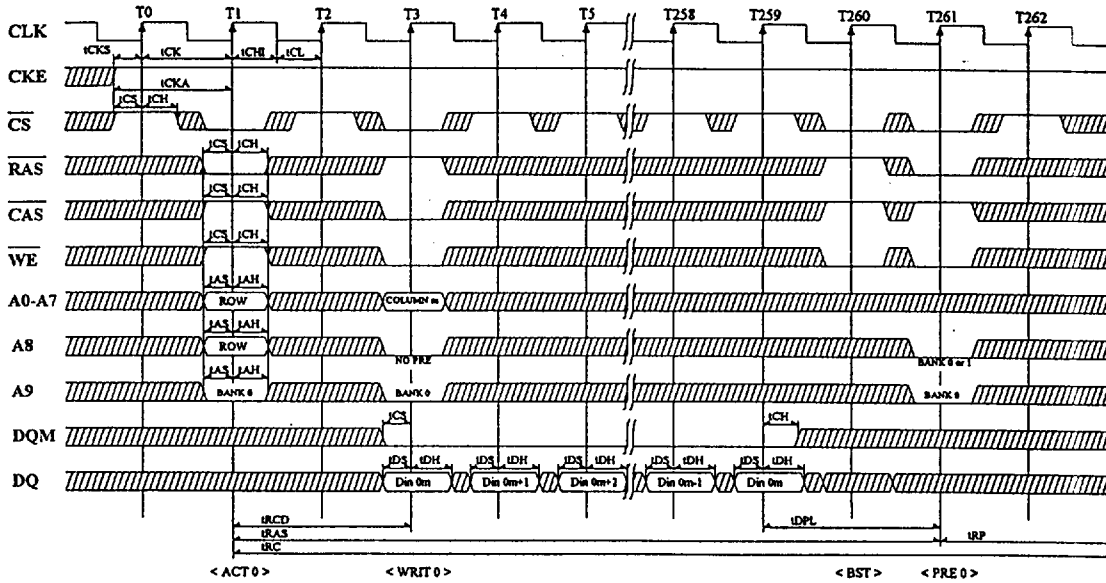 T0 T1 T2 T3 T4 T5 T258 T259 T260 T261 T262
CLK
tCKS tCK tCHI tCL
CKE
tCKA
tCS tCH
CS
tCS tCH
RAS
tCS tCH
CAS
tCS tCH
WE
tAS tAH
A0-A7 ROW COLUMN m
tAS tAH
A8 ROW
NO PRE BANK 0 or 1
tAS tAH
A9 BANK 0 BANK 0 BANK 0
tCS tCH
DQM
tDS tDH tDS tDH tDS tDH tDS tDH tDS tDH
DQ Din 0m Din 0m+1 Din 0m+2 Din 0m-1 Din 0m
tRCD tDPL
tRAS tRP
tRC
< ACT 0 > < WRIT 0 > < BST > < PRE 0 >